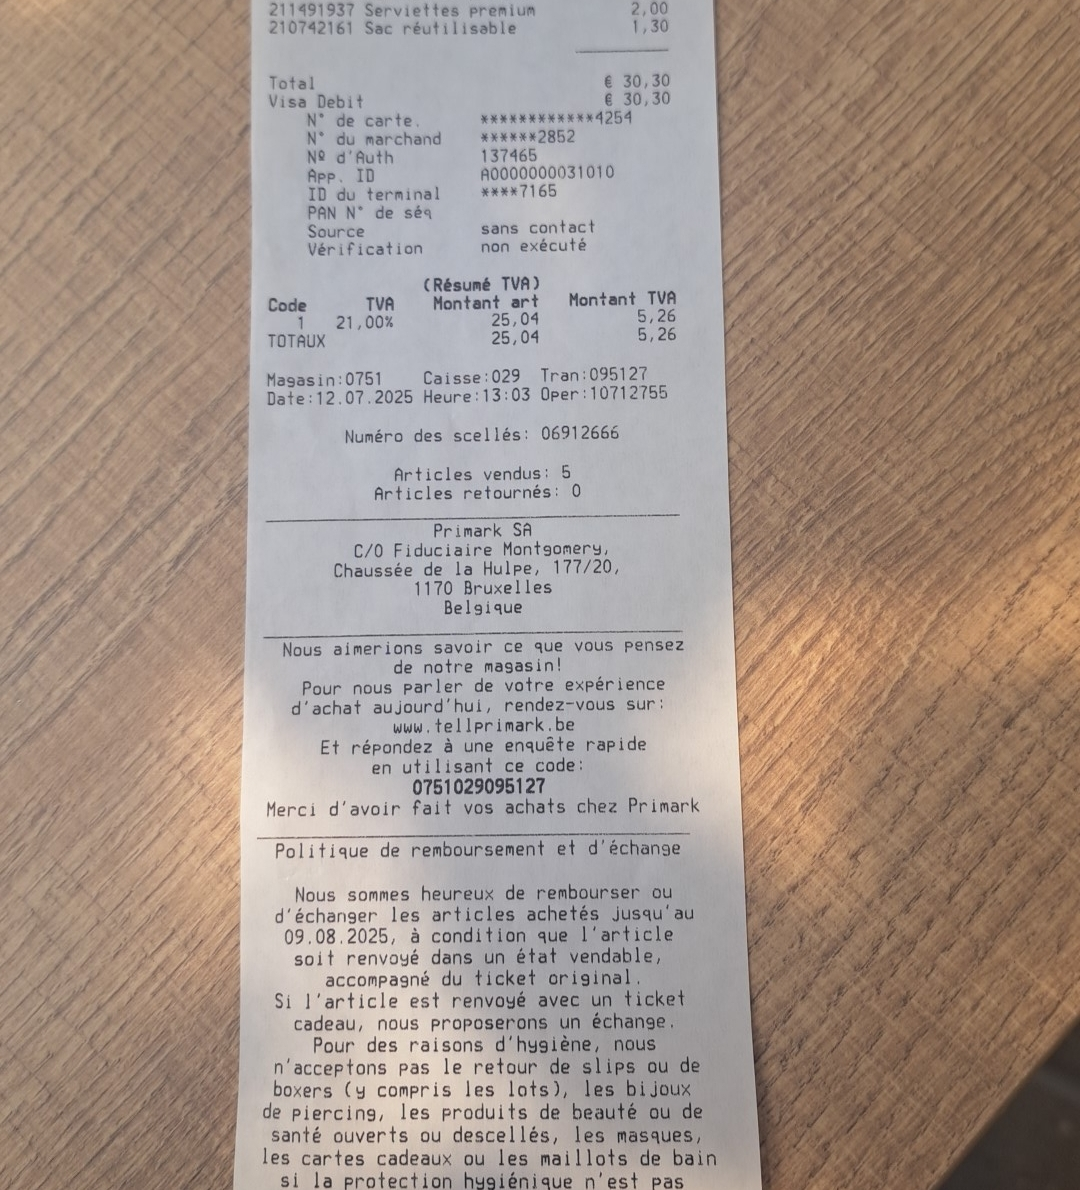 211491937 Serviettes premium 2,00
210742161 Sac réutilisable 1,30
Total € 30,30
Visa Debit € 30,30
N° de carte. ************4254
N° du marchand ******2852
Nº d'Auth 137465
App. ID A0000000031010
ID du terminal ****7165
PAN N° de séq
Source sans contact
Vérification non exécuté
(Résumé TVA)
Code TVA Montant art Montant TVA
1 21,00% 25,04 5,26
TOTAUX 25,04 5,26
Magasin:0751 Caisse:029 Tran:095127
Date:12.07.2025 Heure:13:03 Oper:10712755
Numéro des scellés: 06912666
Articles vendus: 5
Articles retournés: 0
Primark SA
C/O Fiduciaire Montgomery,
Chaussée de la Hulpe, 177/20,
1170 Bruxelles
Belgique
Nous aimerions savoir ce que vous pensez
de notre magasin!
Pour nous parler de votre expérience
d'achat aujourd'hui, rendez-vous sur:
www.tellprimark.be
Et répondez à une enquête rapide
en utilisant ce code:
0751029095127
Merci d'avoir fait vos achats chez Primark
Politique de remboursement et d'échange
Nous sommes heureux de rembourser ou
d'échanger les articles achetés jusqu'au
09.08.2025, à condition que l'article
soit renvoyé dans un état vendable,
accompagné du ticket original.
Si l'article est renvoyé avec un ticket
cadeau, nous proposerons un échange.
Pour des raisons d'hygiène, nous
n'acceptons pas le retour de slips ou de
boxers (y compris les lots), les bijoux
de piercing, les produits de beauté ou de
santé ouverts ou descellés, les masques,
les cartes cadeaux ou les maillots de bain
si la protection hygiénique n'est pas